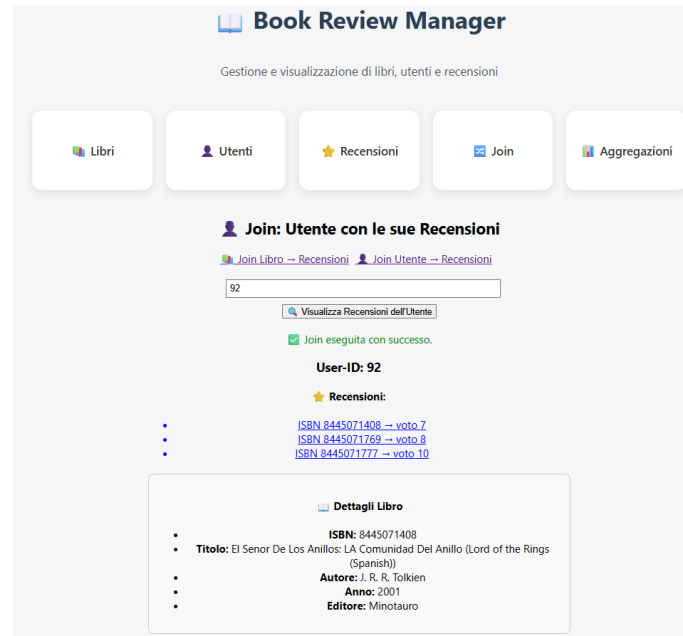 Book Review Manager
Gestione e visualizzazione di libri, utenti e recensioni
Libri
Utenti
Recensioni
Join
Aggregazioni
Join: Utente con le sue Recensioni
Join Libro → Recensioni Join Utente → Recensioni
92
Visualizza Recensioni dell'Utente
Join eseguita con successo.
User-ID: 92
Recensioni:
• ISBN 8445071408 → voto 7
• ISBN 8445071769 → voto 8
• ISBN 8445071777 → voto 10
Dettagli Libro
• ISBN: 8445071408
• Titolo: El Senor De Los Anillos: LA Comunidad Del Anillo (Lord of the Rings
(Spanish))
• Autore: J. R. R. Tolkien
• Anno: 2001
• Editore: Minotauro